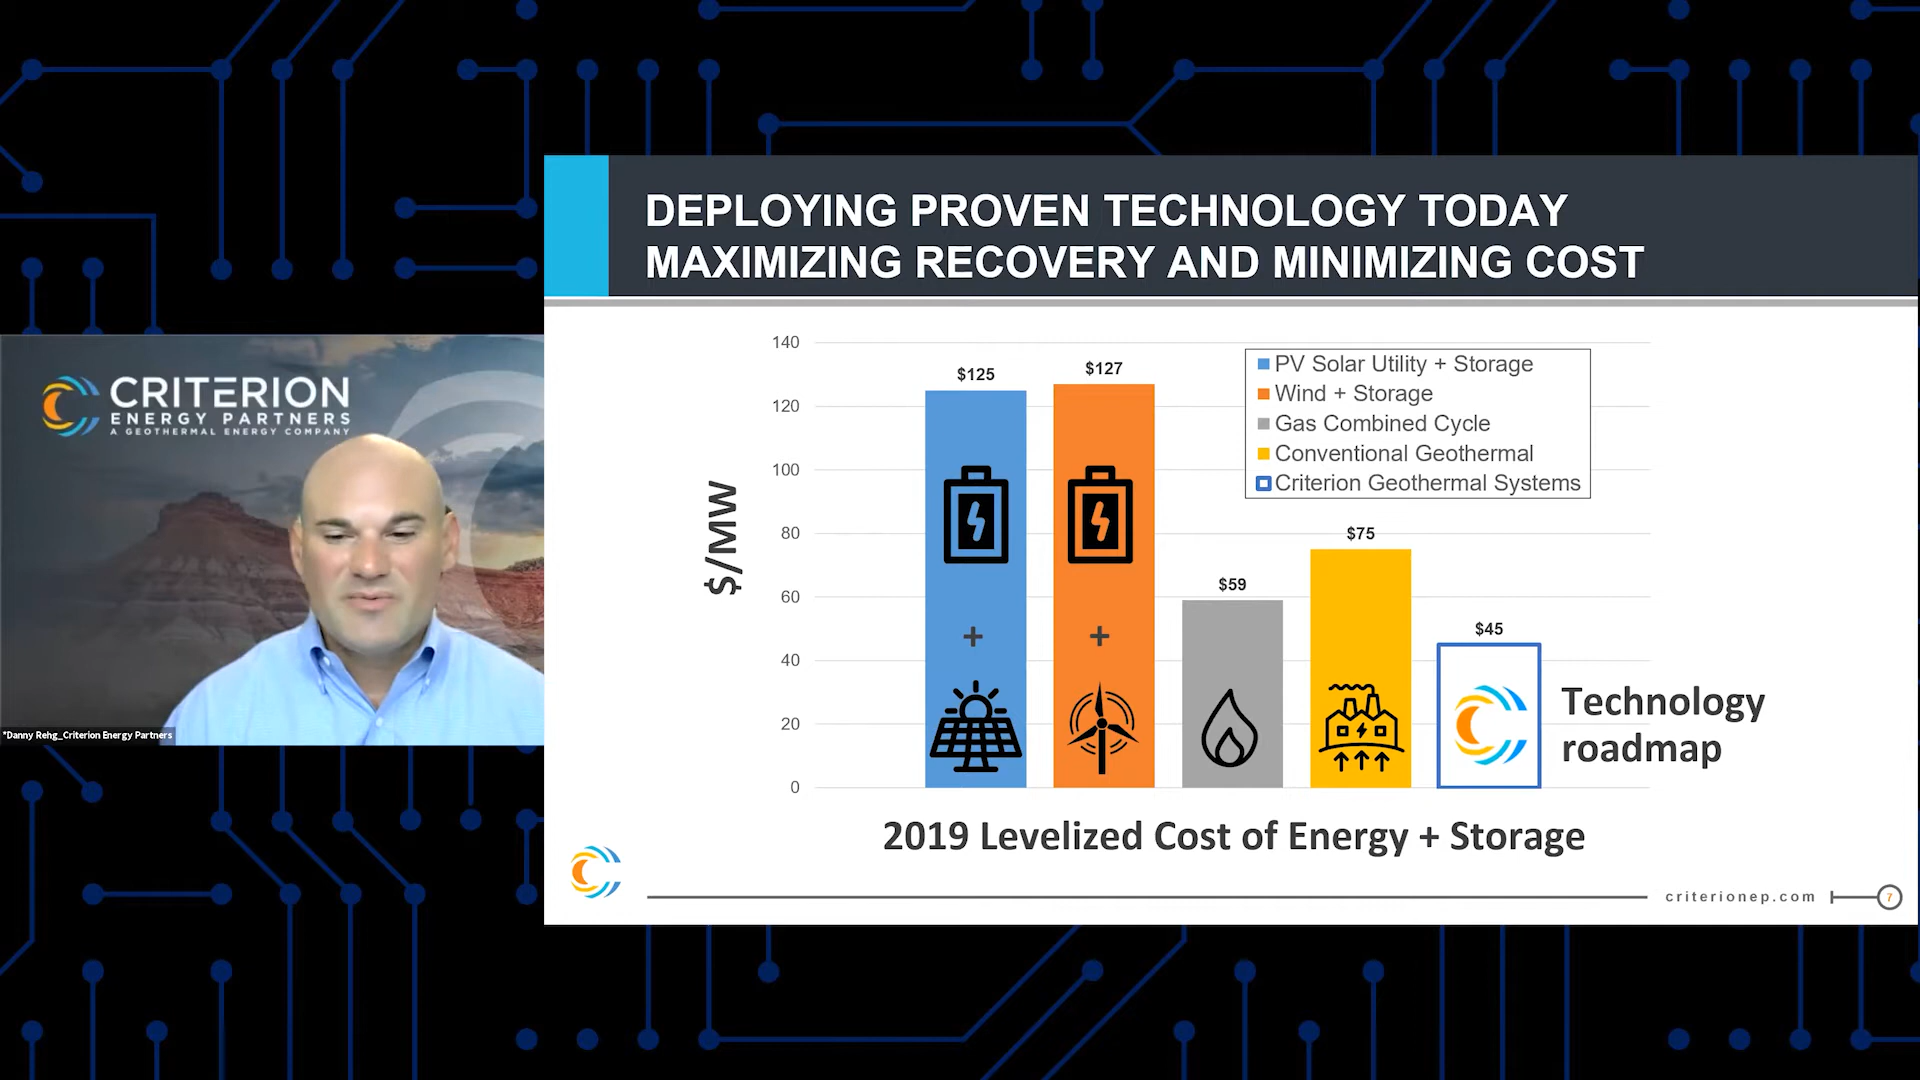 DEPLOYING PROVEN TECHNOLOGY TODAY
MAXIMIZING RECOVERY AND MINIMIZING COST
CRITERION
ENERGY PARTNERS
A GEOTHERMAL ENERGY COMPANY
*Danny Rehg_Criterion Energy Partners
$/MW
140
120
100
80
60
40
20
0
$125
$127
$59
$75
$45
+
+
PV Solar Utility + Storage
Wind + Storage
Gas Combined Cycle
Conventional Geothermal
Criterion Geothermal Systems
Technology
roadmap
2019 Levelized Cost of Energy + Storage
criterionep.com
7